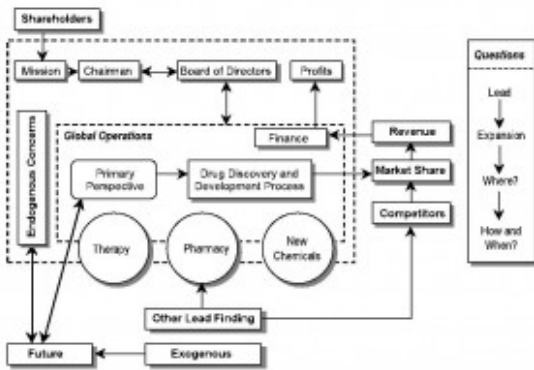 Shareholders
Mission
Chairman
Board of Directors
Profits
Questions
Lead
Expansion
Where?
How and
When?
Endogenous Concerns
Global Operations
Finance
Revenue
Primary
Perspective
Drug Discovery and
Development Process
Market Share
Competitors
Therapy
Pharmacy
New
Chemicals
Other Lead Finding
Future
Exogenous